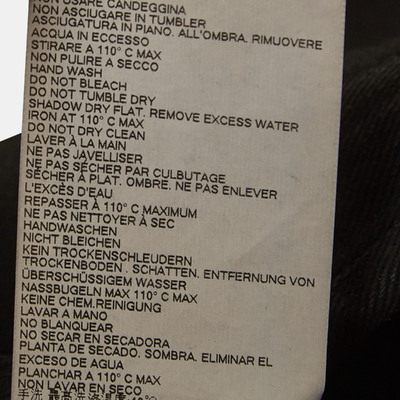 NON USARE CANDEGGINA
NON ASCIUGARE IN TUMBLER
ASCIUGATURA IN PIANO. ALL'OMBRA. RIMUOVERE
ACQUA IN ECCESSO
STIRARE A 110° C MAX
NON PULIRE A SECCO
HAND WASH
DO NOT BLEACH
DO NOT TUMBLE DRY
SHADOW DRY FLAT. REMOVE EXCESS WATER
IRON AT 110° C MAX
DO NOT DRY CLEAN
LAVER À LA MAIN
NE PAS JAVELLISER
NE PAS SÉCHER PAR CULBUTAGE
SÉCHER À PLAT. OMBRE. NE PAS ENLEVER
L'EXCÈS D'EAU
REPASSER À 110° C MAXIMUM
NE PAS NETTOYER À SEC
HANDWASCHEN
NICHT BLEICHEN
KEIN TROCKENSCHLEUDERN
TROCKENBODEN . SCHATTEN. ENTFERNUNG VON
ÜBERSCHÜSSIGEM WASSER
NASSBUGELN MAX 110° C MAX
KEINE CHEM.REINIGUNG
LAVAR A MANO
NO BLANQUEAR
NO SECAR EN SECADORA
PLANTA DE SECADO. SOMBRA. ELIMINAR EL
EXCESO DE AGUA
PLANCHAR A 110° C MAX
NON LAVAR EN SECO
手洗